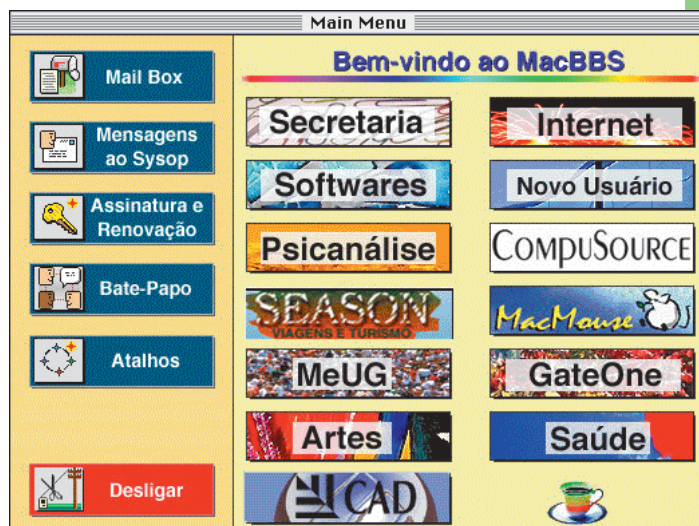 Main Menu
Mail Box
Mensagens
ao Sysop
Assinatura e
Renovação
Bate-Papo
Atalhos
Desligar
Bem-vindo ao MacBBS
Secretaria
Internet
Softwares
Novo Usuário
Psicanálise
COMPUSOURCE
SEASON
VIAGENS E TURISMO
MacMouse
MeUG
GateOne
Artes
Saúde
CAD